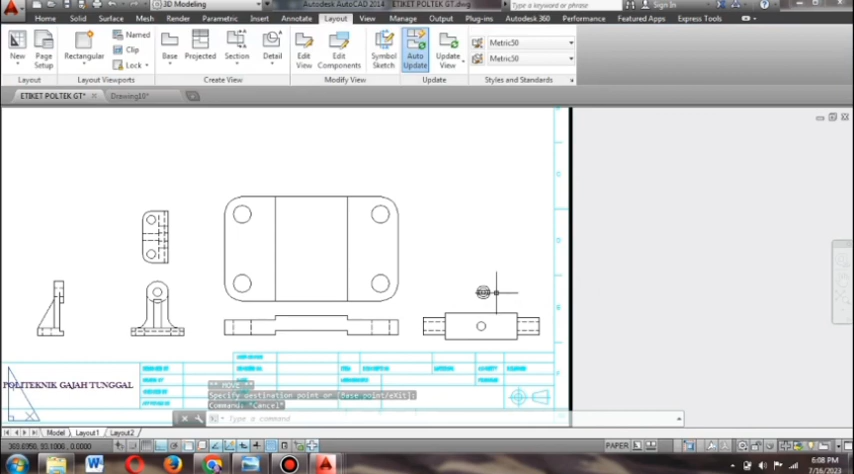 3D Modeling
Autodesk AutoCAD 2014 ETIKET POLTEK GT.dwg
Type a keyword or phrase
Sign In
Home Solid Surface Mesh Render Parametric Insert Annotate Layout View Manage Output Plug-ins Autodesk 360 Performance Featured Apps Express Tools
New Page Setup Rectangular Named Clip Lock Base Projected Section Detail Edit View Edit Components Symbol Sketch Auto Update Update View Metric50 Metric50
Layout Layout Viewports Create View Modify View Update Styles and Standards
ETIKET POLTEK GT* Drawing10*
C
D
E
POLITEKNIK GAJAH TUNGGAL
** MOVE **
Specify destination point or [Base point/eXit]:
Command: *Cancel*
Type a command
Model Layout1 Layout2
PAPER
6:08 PM
7/16/2023